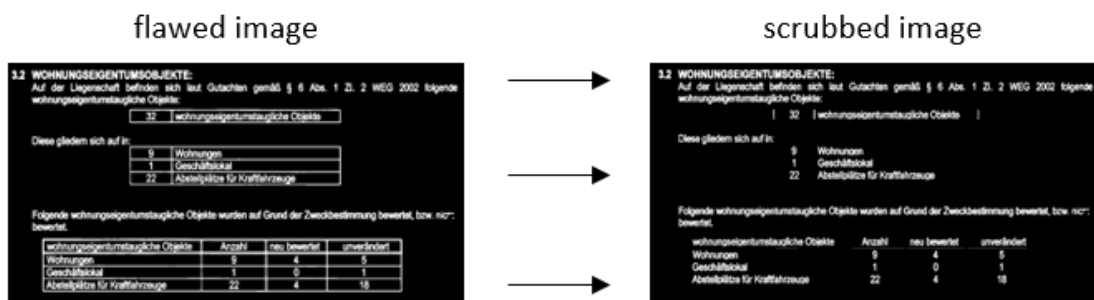 flawed image
scrubbed image
3.2 WOHNUNGSEIGENTUMSOBJEKTE:
Auf der Liegenschaft befinden sich laut Gutachten gemäß § 6 Abs. 1 Zi. 2 WEG 2002 folgende
wohnungseigentumstaugliche Objekte:
32 wohnungseigentumstaugliche Objekte
Diese gliedern sich auf in:
9 Wohnungen
1 Geschäftslokal
22 Abstellplätze für Kraftfahrzeuge
Folgende wohnungseigentumstaugliche Objekte wurden auf Grund der Zweckbestimmung bewertet, bzw.
bewertet.
wohnungseigentumstaugliche Objekte Anzahl neu bewertet unverändert
Wohnungen 9 4 5
Geschäftslokal 1 0 1
Abstellplätze für Kraftfahrzeuge 22 4 18
3.2 WOHNUNGSEIGENTUMSOBJEKTE:
Auf der Liegenschaft befinden sich laut Gutachten gemäß § 6 Abs. 1 Zi. 2 WEG 2002 folgende
wohnungseigentumstaugliche Objekte:
32 wohnungseigentumstaugliche Objekte
Diese gliedern sich auf in:
9 Wohnungen
1 Geschäftslokal
22 Abstellplätze für Kraftfahrzeuge
Folgende wohnungseigentumstaugliche Objekte wurden auf Grund der Zweckbestimmung bewertet, bzw.
bewertet.
wohnungseigentumstaugliche Objekte Anzahl neu bewertet unverändert
Wohnungen 9 4 5
Geschäftslokal 1 0 1
Abstellplätze für Kraftfahrzeuge 22 4 18